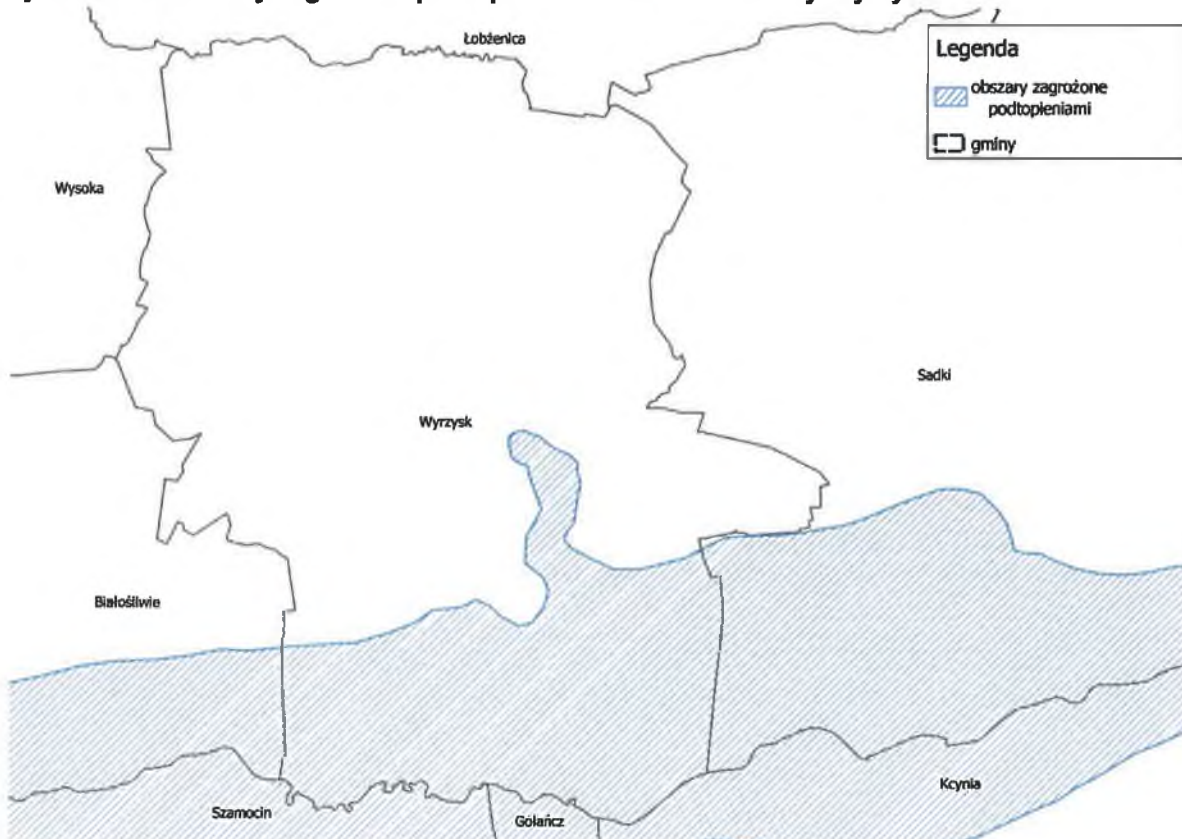 Łobżenica
Legenda
obszary zagrożone
podtopieniami
gminy
Wysoka
Sadki
Wyrzysk
Białośliwie
Szamocin
Gołańcz
Kcynia